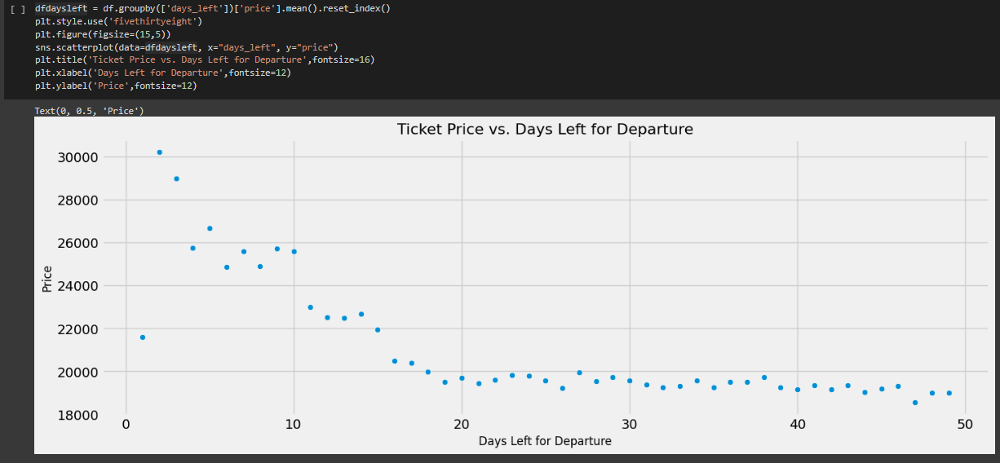 [ ] dfdaysleft = df.groupby(['days_left'])['price'].mean().reset_index()
plt.style.use('fivethirtyeight')
plt.figure(figsize=(15,5))
sns.scatterplot(data=dfdaysleft, x="days_left", y="price")
plt.title('Ticket Price vs. Days Left for Departure',fontsize=16)
plt.xlabel('Days Left for Departure',fontsize=12)
plt.ylabel('Price',fontsize=12)
Text(0, 0.5, 'Price')
Ticket Price vs. Days Left for Departure
30000
28000
26000
24000
22000
20000
18000
Price
0 10 20 30 40 50
Days Left for Departure